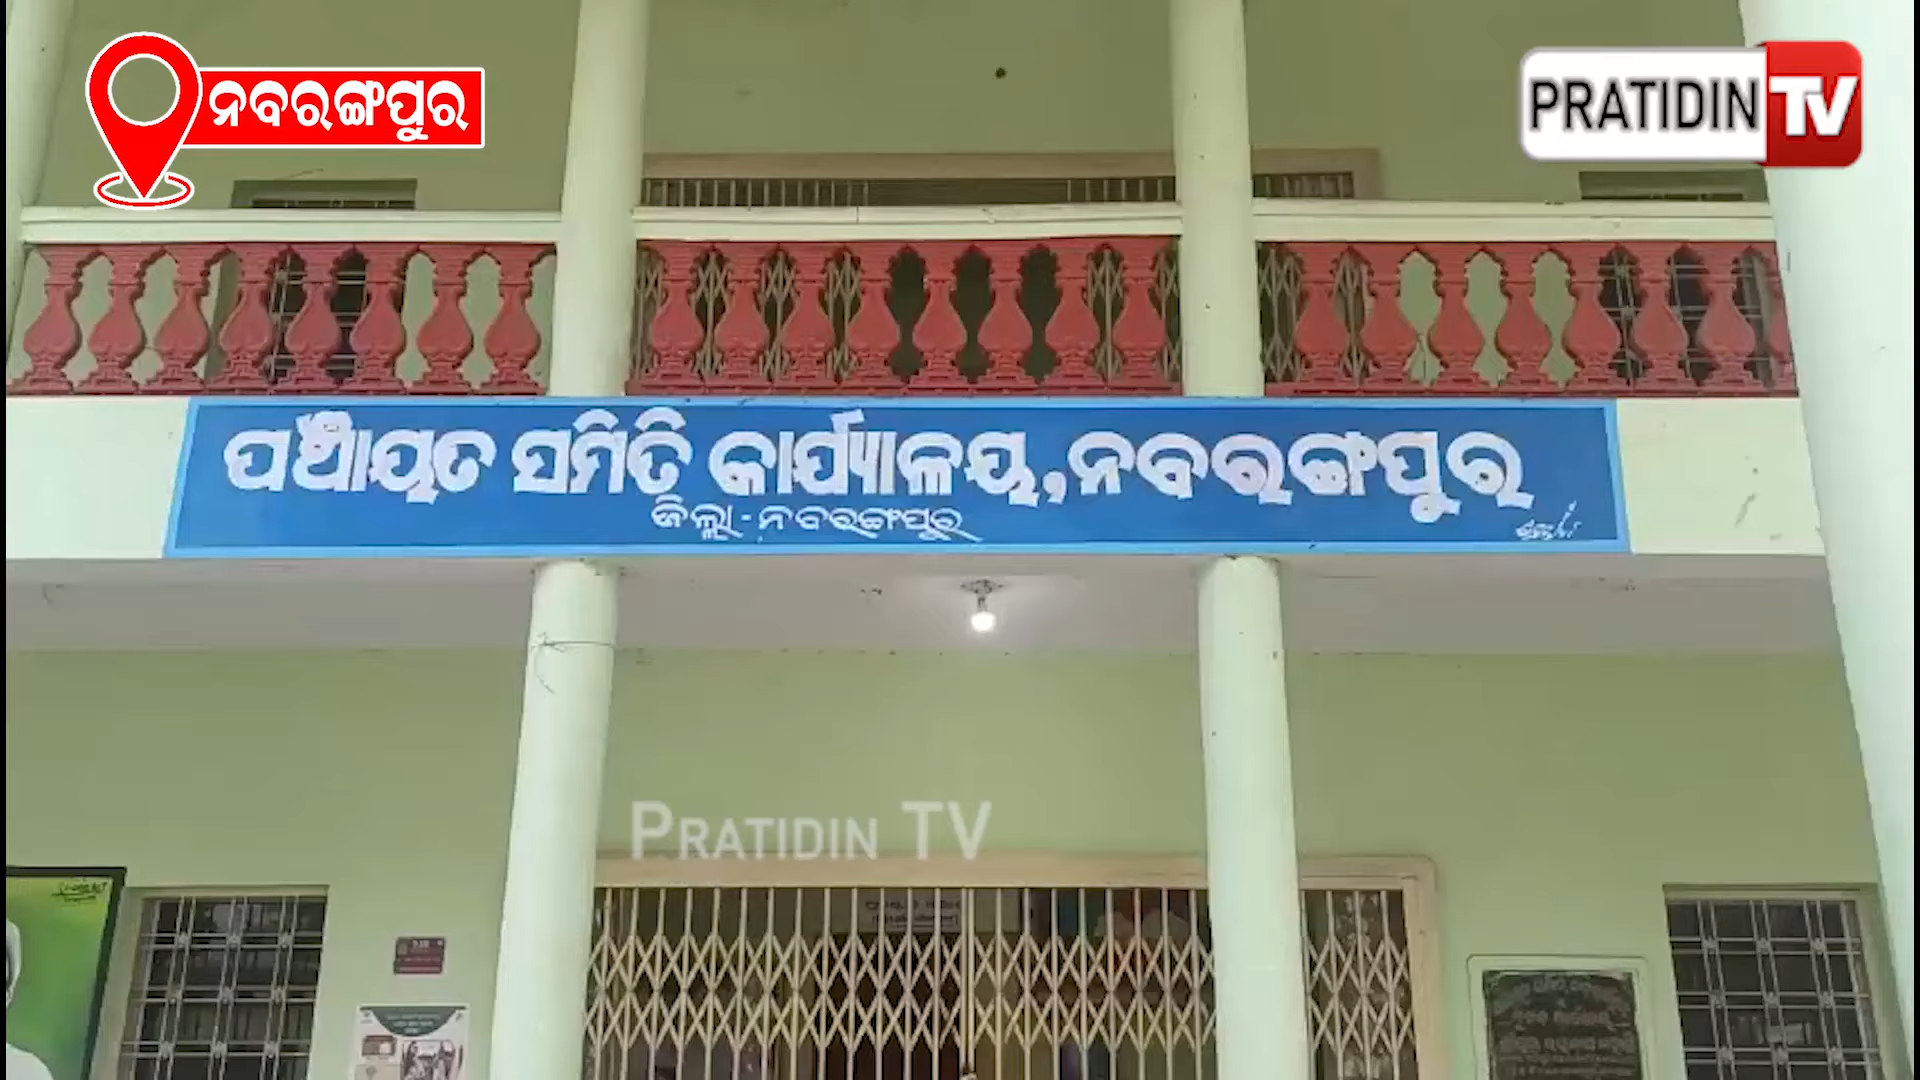 ନବରଙ୍ଗପୁର
PRATIDIN TV
ପଞ୍ଚାୟତ ସମିତି କାର୍ଯ୍ୟାଳୟ, ନବରଙ୍ଗପୁର
ଜିଲ୍ଲା - ନବରଙ୍ଗପୁର
PRATIDIN TV